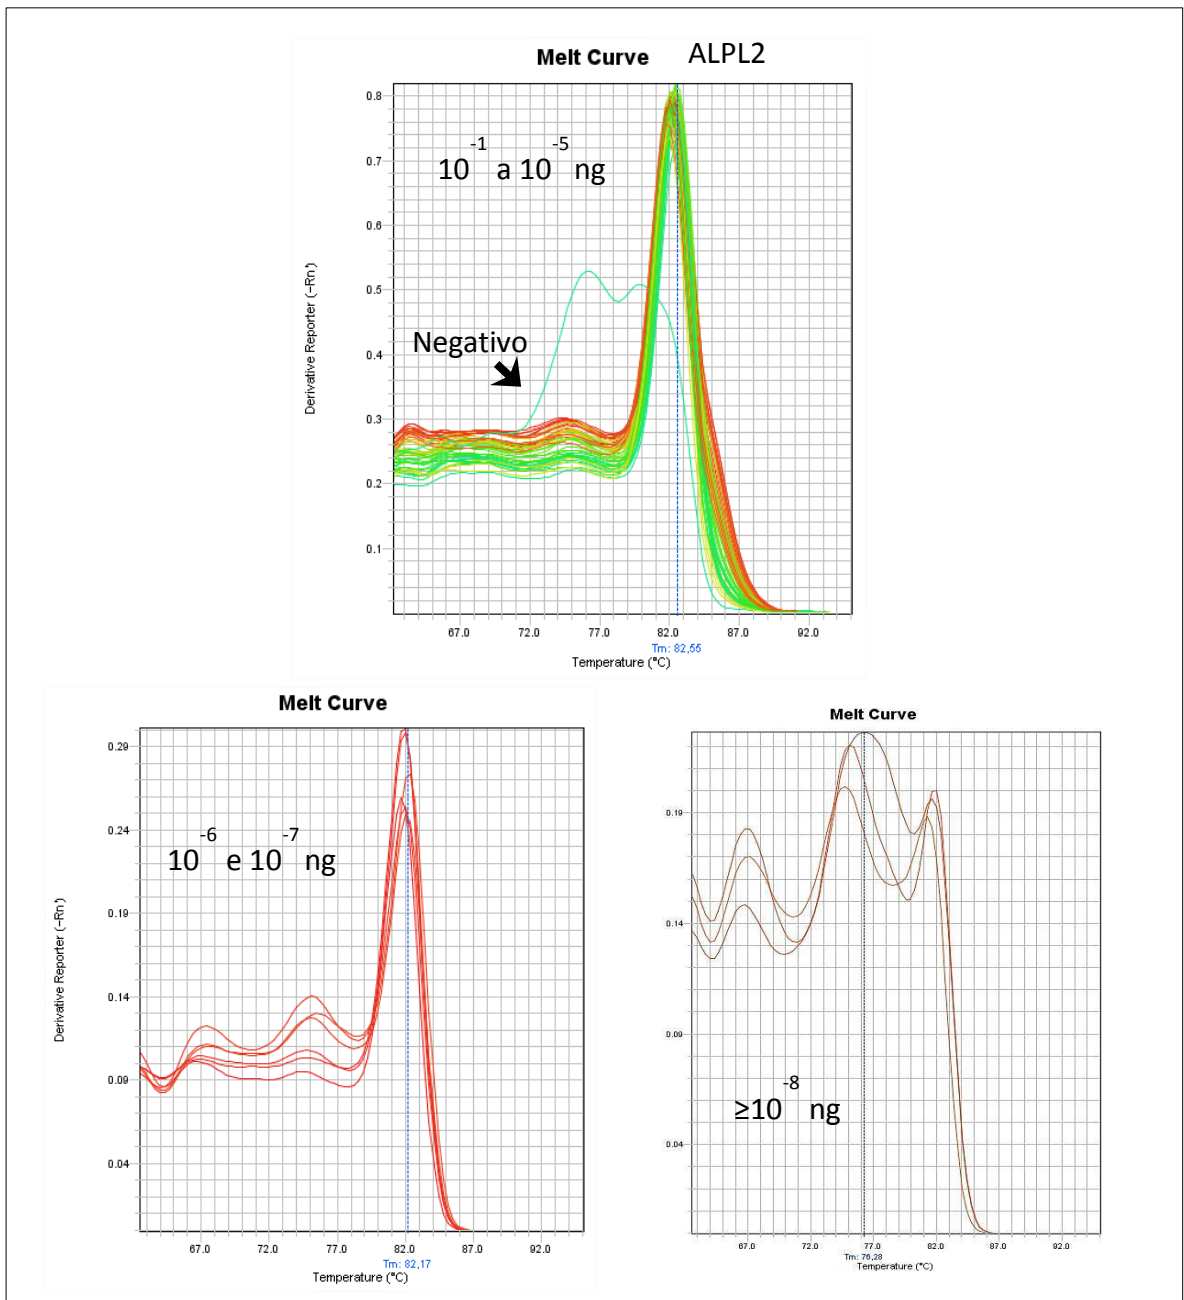 Melt Curve ALPL2
0.8
0.7
0.6
0.5
0.4
0.3
0.2
0.1
10-1 a 10-5 ng
Negativo
Derivative Reporter (-Rn')
67.0 72.0 77.0 82.0 87.0 92.0
Tm: 82,55
Temperature (°C)
Melt Curve
0.29
0.24
0.19
0.14
0.09
0.04
10-6 e 10-7 ng
Derivative Reporter (-Rn')
67.0 72.0 77.0 82.0 87.0 92.0
Tm: 82,17
Temperature (°C)
Melt Curve
0.19
0.14
0.09
0.04
≥10-8 ng
67.0 72.0 77.0 82.0 87.0 92.0
Tm: 76,28
Temperature (°C)